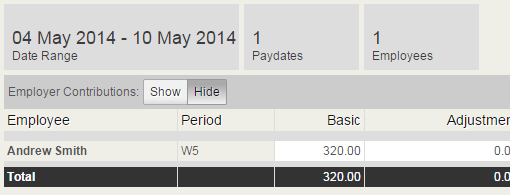 04 May 2014 - 10 May 2014 1 1
Date Range Paydates Employees
Employer Contributions: Show Hide
Employee Period Basic Adjustmen
Andrew Smith W5 320.00 0.0
Total 320.00 0.0